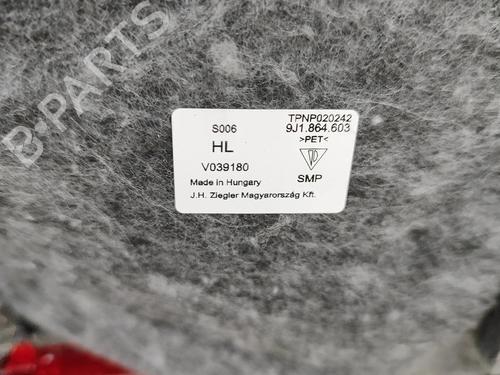 B-PARTS
S006
HL
V039180
Made in Hungary
J.H. Ziegler Magyarország Kft.
TPNP020242
9J1.864.603
>PET<
SMP